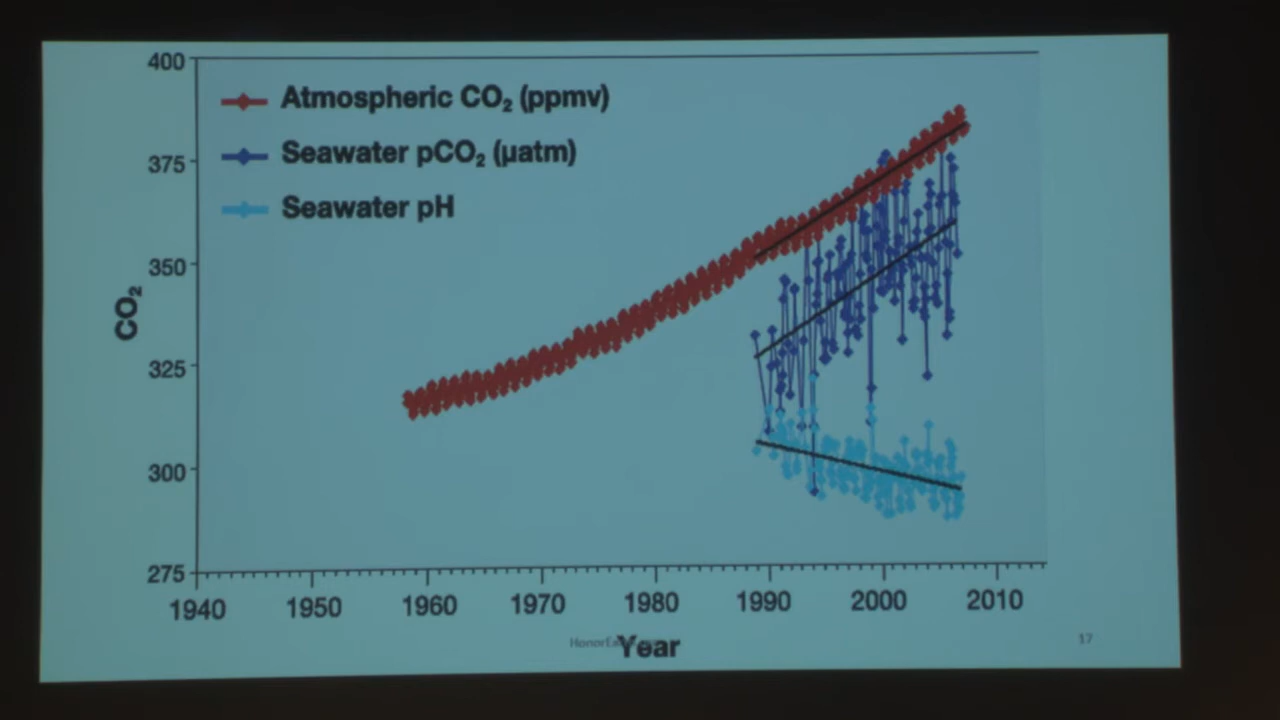 400
Atmospheric CO₂ (ppmv)
375
Seawater pCO₂ (µatm)
Seawater pH
350
CO₂
325
300
275
1940 1950 1960 1970 1980 1990 2000 2010
Year
17